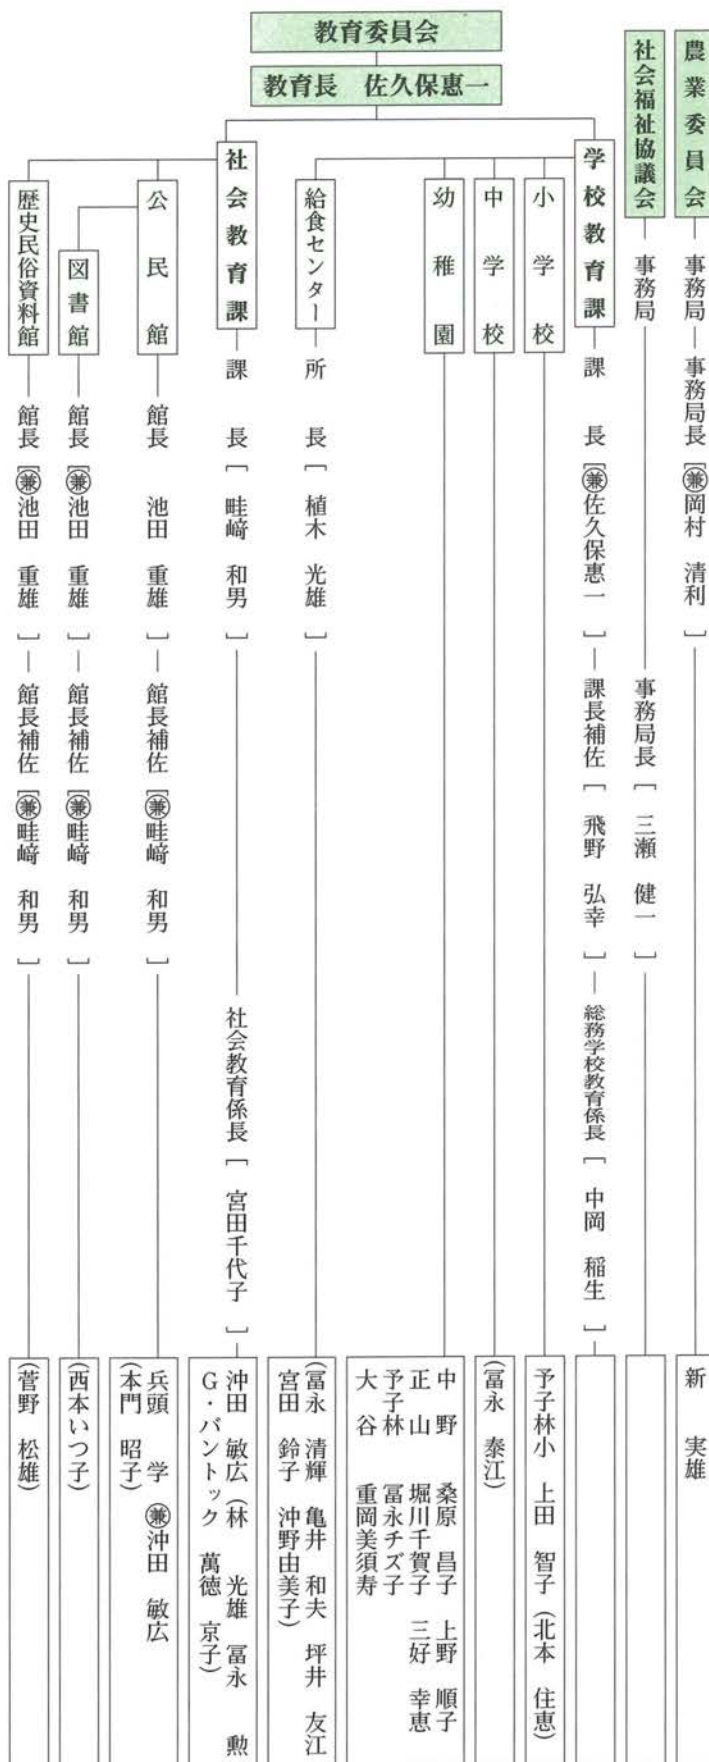 農業委員会 事務局 事務局長 [㊗兼岡村 清利] 新 実雄
社会福祉協議会 事務局 事務局長 [三瀬 健一]
教育委員会
教育長 佐久保惠一
学校教育課 課長 [兼佐久保惠一] 課長補佐 [飛野 弘幸] 総務学校教育係長 [中岡 稲生]
小学校 予子林小 上田 智子 (北本 住恵)
中学校 (冨永 泰江)
幼稚園
中野 桑原 昌子 上野 順子
正山 堀川千賀子 三好 幸恵
予子林 冨永チズ子
大谷 重岡美須寿
給食センター 所長 [植木 光雄]
(冨永 清輝 亀井 和夫 坪井 友江
宮田 鈴子 沖野由美子)
社会教育課 課長 [畦﨑 和男] 社会教育係長 [宮田千代子]
沖田 敏広 (林 光雄 冨永 勲
G・バントック 萬徳 京子)
公民館 館長 池田 重雄] 館長補佐 [兼畦﨑 和男]
兵頭 学 兼沖田 敏広
(本門 昭子)
図書館 館長 [兼池田 重雄] 館長補佐 [兼畦﨑 和男] (西本いつ子)
歴史民俗資料館 館長 [兼池田 重雄] 館長補佐 [兼畦﨑 和男] (菅野 松雄)